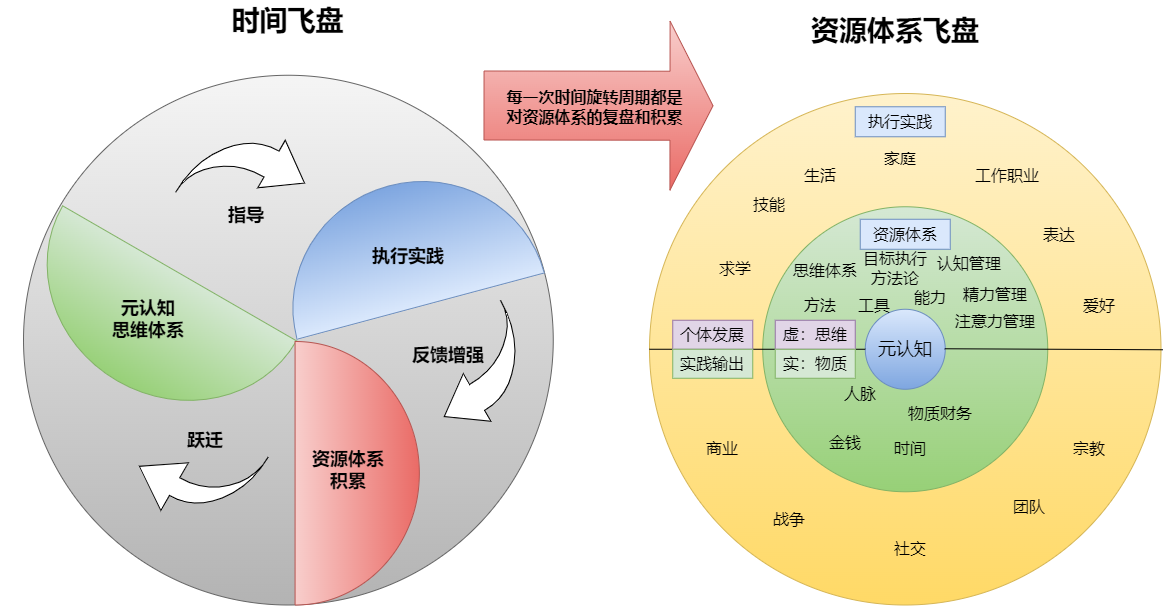 时间飞盘
指导
执行实践
元认知
思维体系
反馈增强
跃迁
资源体系
积累
每一次时间旋转周期都是
对资源体系的复盘和积累
资源体系飞盘
执行实践
家庭
生活
工作职业
技能
表达
求学
爱好
资源体系
思维体系
目标执行
方法论
认知管理
方法
工具
能力
精力管理
注意力管理
个体发展
虚：思维
元认知
实践输出
实：物质
人脉
物质财务
金钱
时间
商业
宗教
战争
团队
社交